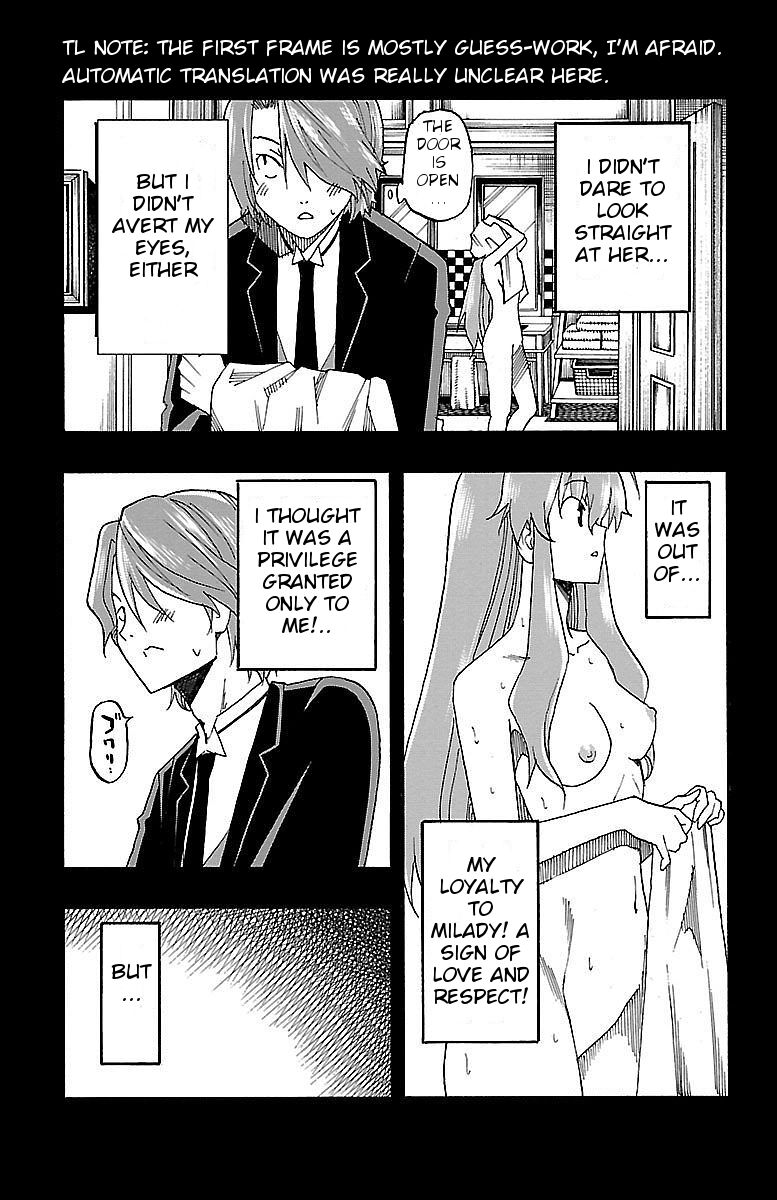 TL NOTE: THE FIRST FRAME IS MOSTLY GUESS-WORK, I'M AFRAID.
AUTOMATIC TRANSLATION WAS REALLY UNCLEAR HERE.
I DIDN'T
DARE TO
LOOK
STRAIGHT
AT HER...
THE
DOOR
IS
OPEN
...
BUT I
DIDN'T
AVERT MY
EYES,
EITHER
IT
WAS
OUT
OF...
MY
LOYALTY
TO
MILADY! A
SIGN OF
LOVE AND
RESPECT!
I THOUGHT
IT WAS A
PRIVILEGE
GRANTED
ONLY TO
ME!..
BUT
...